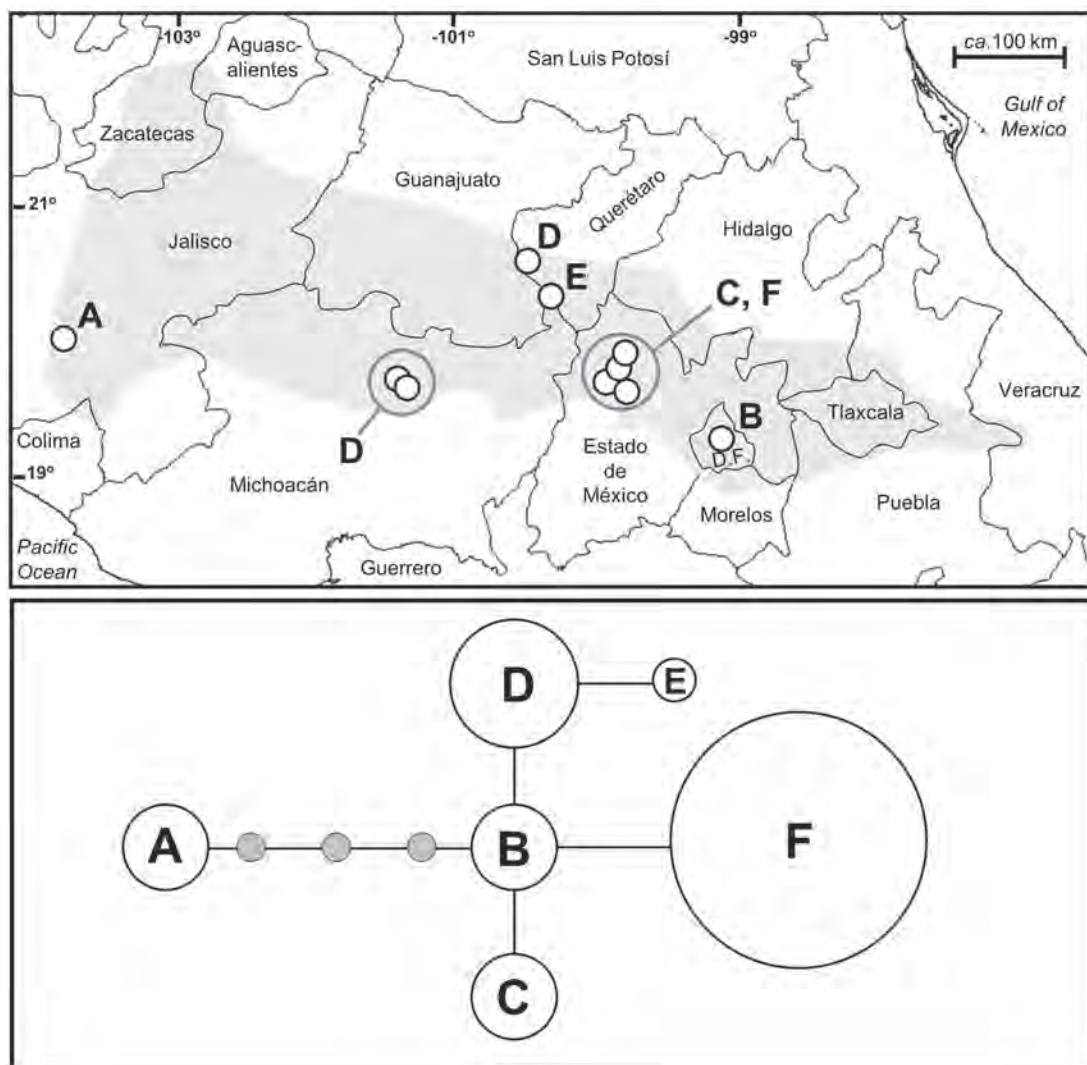 -103° -101° -99° ca.100 km
Aguasc-
alientes
San Luis Potosí
Gulf of
Mexico
Zacatecas
Guanajuato
Querétaro
21°
Jalisco
Hidalgo
D
E
C, F
A
Veracruz
B
Tlaxcala
Colima
D
D.F.
Estado
de
México
19°
Michoacán
Puebla
Morelos
Pacific
Ocean
Guerrero
D
E
A
B
F
C